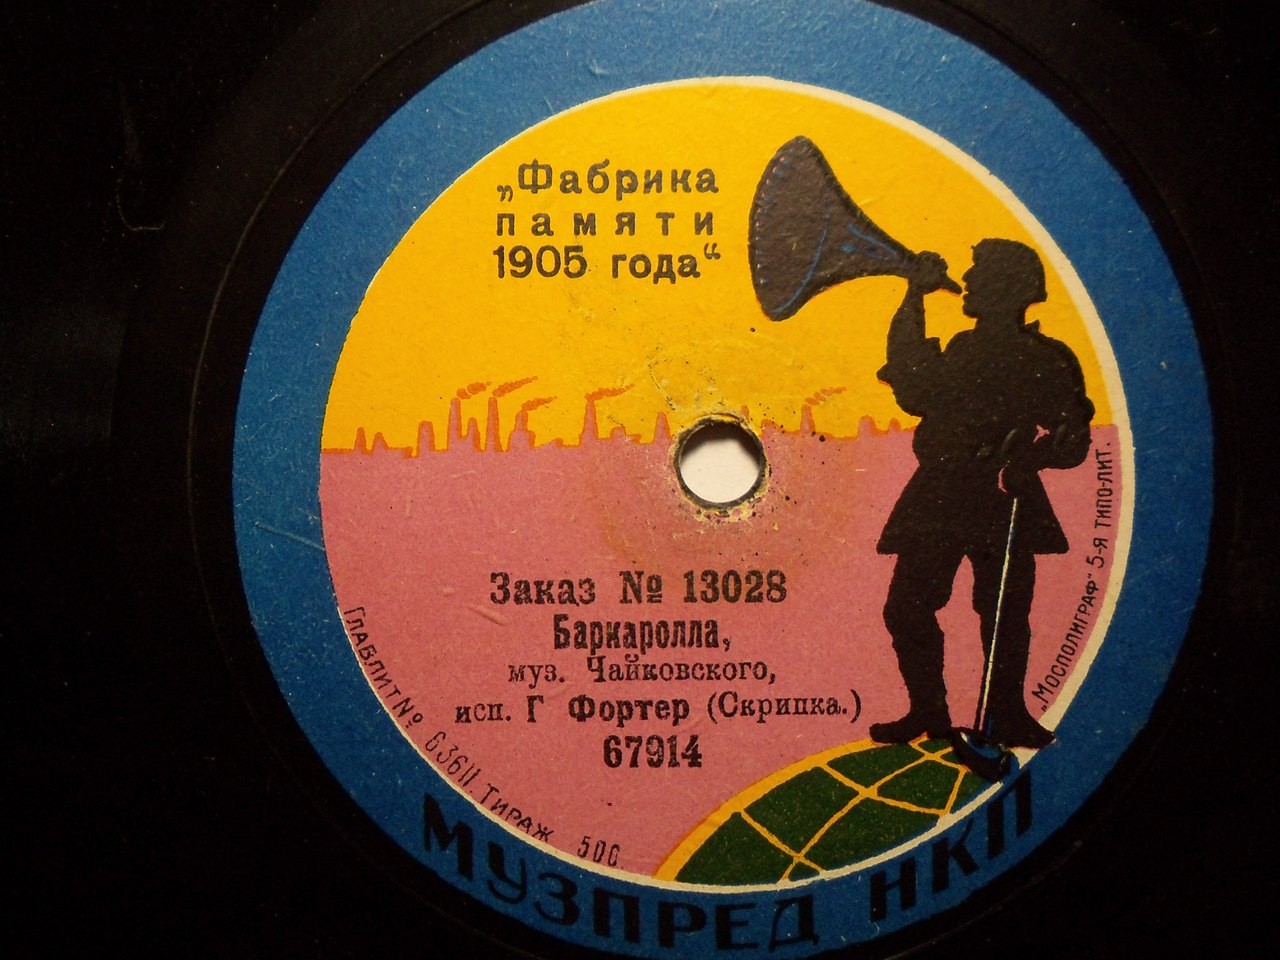 „Фабрика
памяти
1905 года“
Заказ № 13028
Баркаролла,
муз. Чайковского,
исп. Г Фортер (Скрипка.)
67914
Главлит № 63611. Тираж 500.
„Мосполиграф“ 5-я типо-лит.
МУЗПРЕД НКП